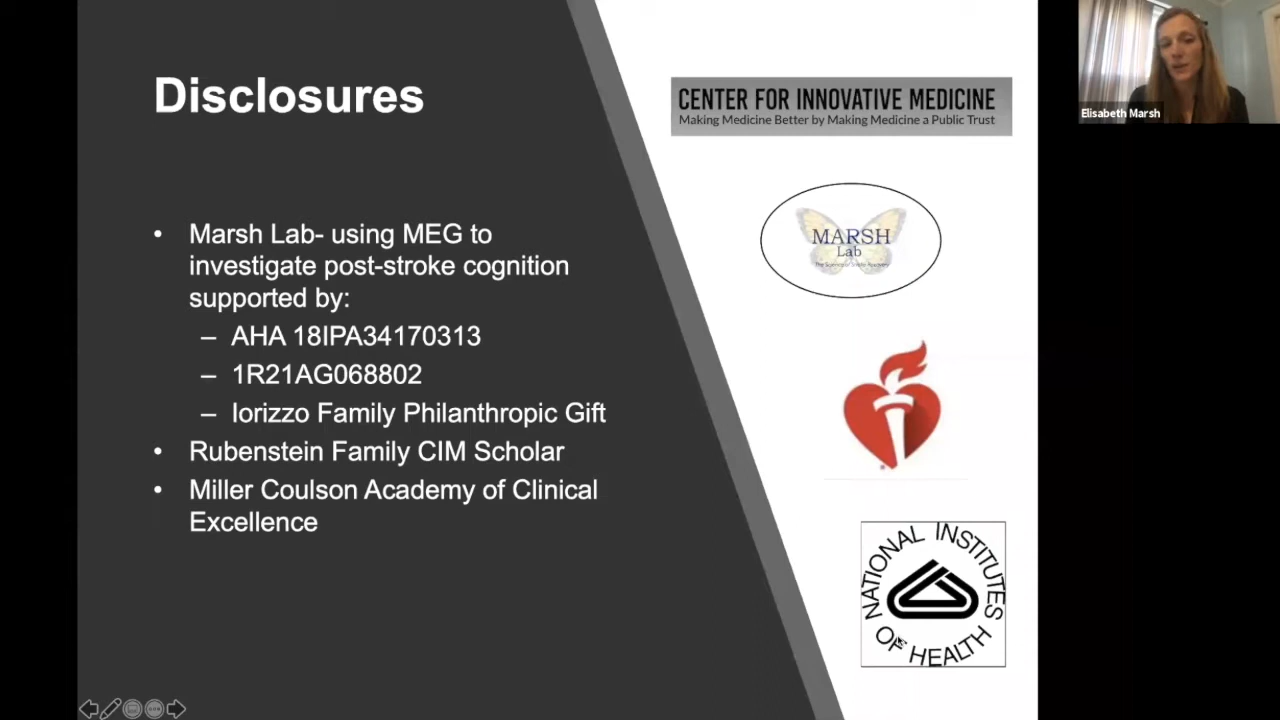 Disclosures
• Marsh Lab- using MEG to
investigate post-stroke cognition
supported by:
– AHA 18IPA34170313
– 1R21AG068802
– Iorizzo Family Philanthropic Gift
• Rubenstein Family CIM Scholar
• Miller Coulson Academy of Clinical
Excellence
CENTER FOR INNOVATIVE MEDICINE
Making Medicine Better by Making Medicine a Public Trust
MARSH
Lab
NATIONAL INSTITUTES
OF HEALTH
Elisabeth Marsh